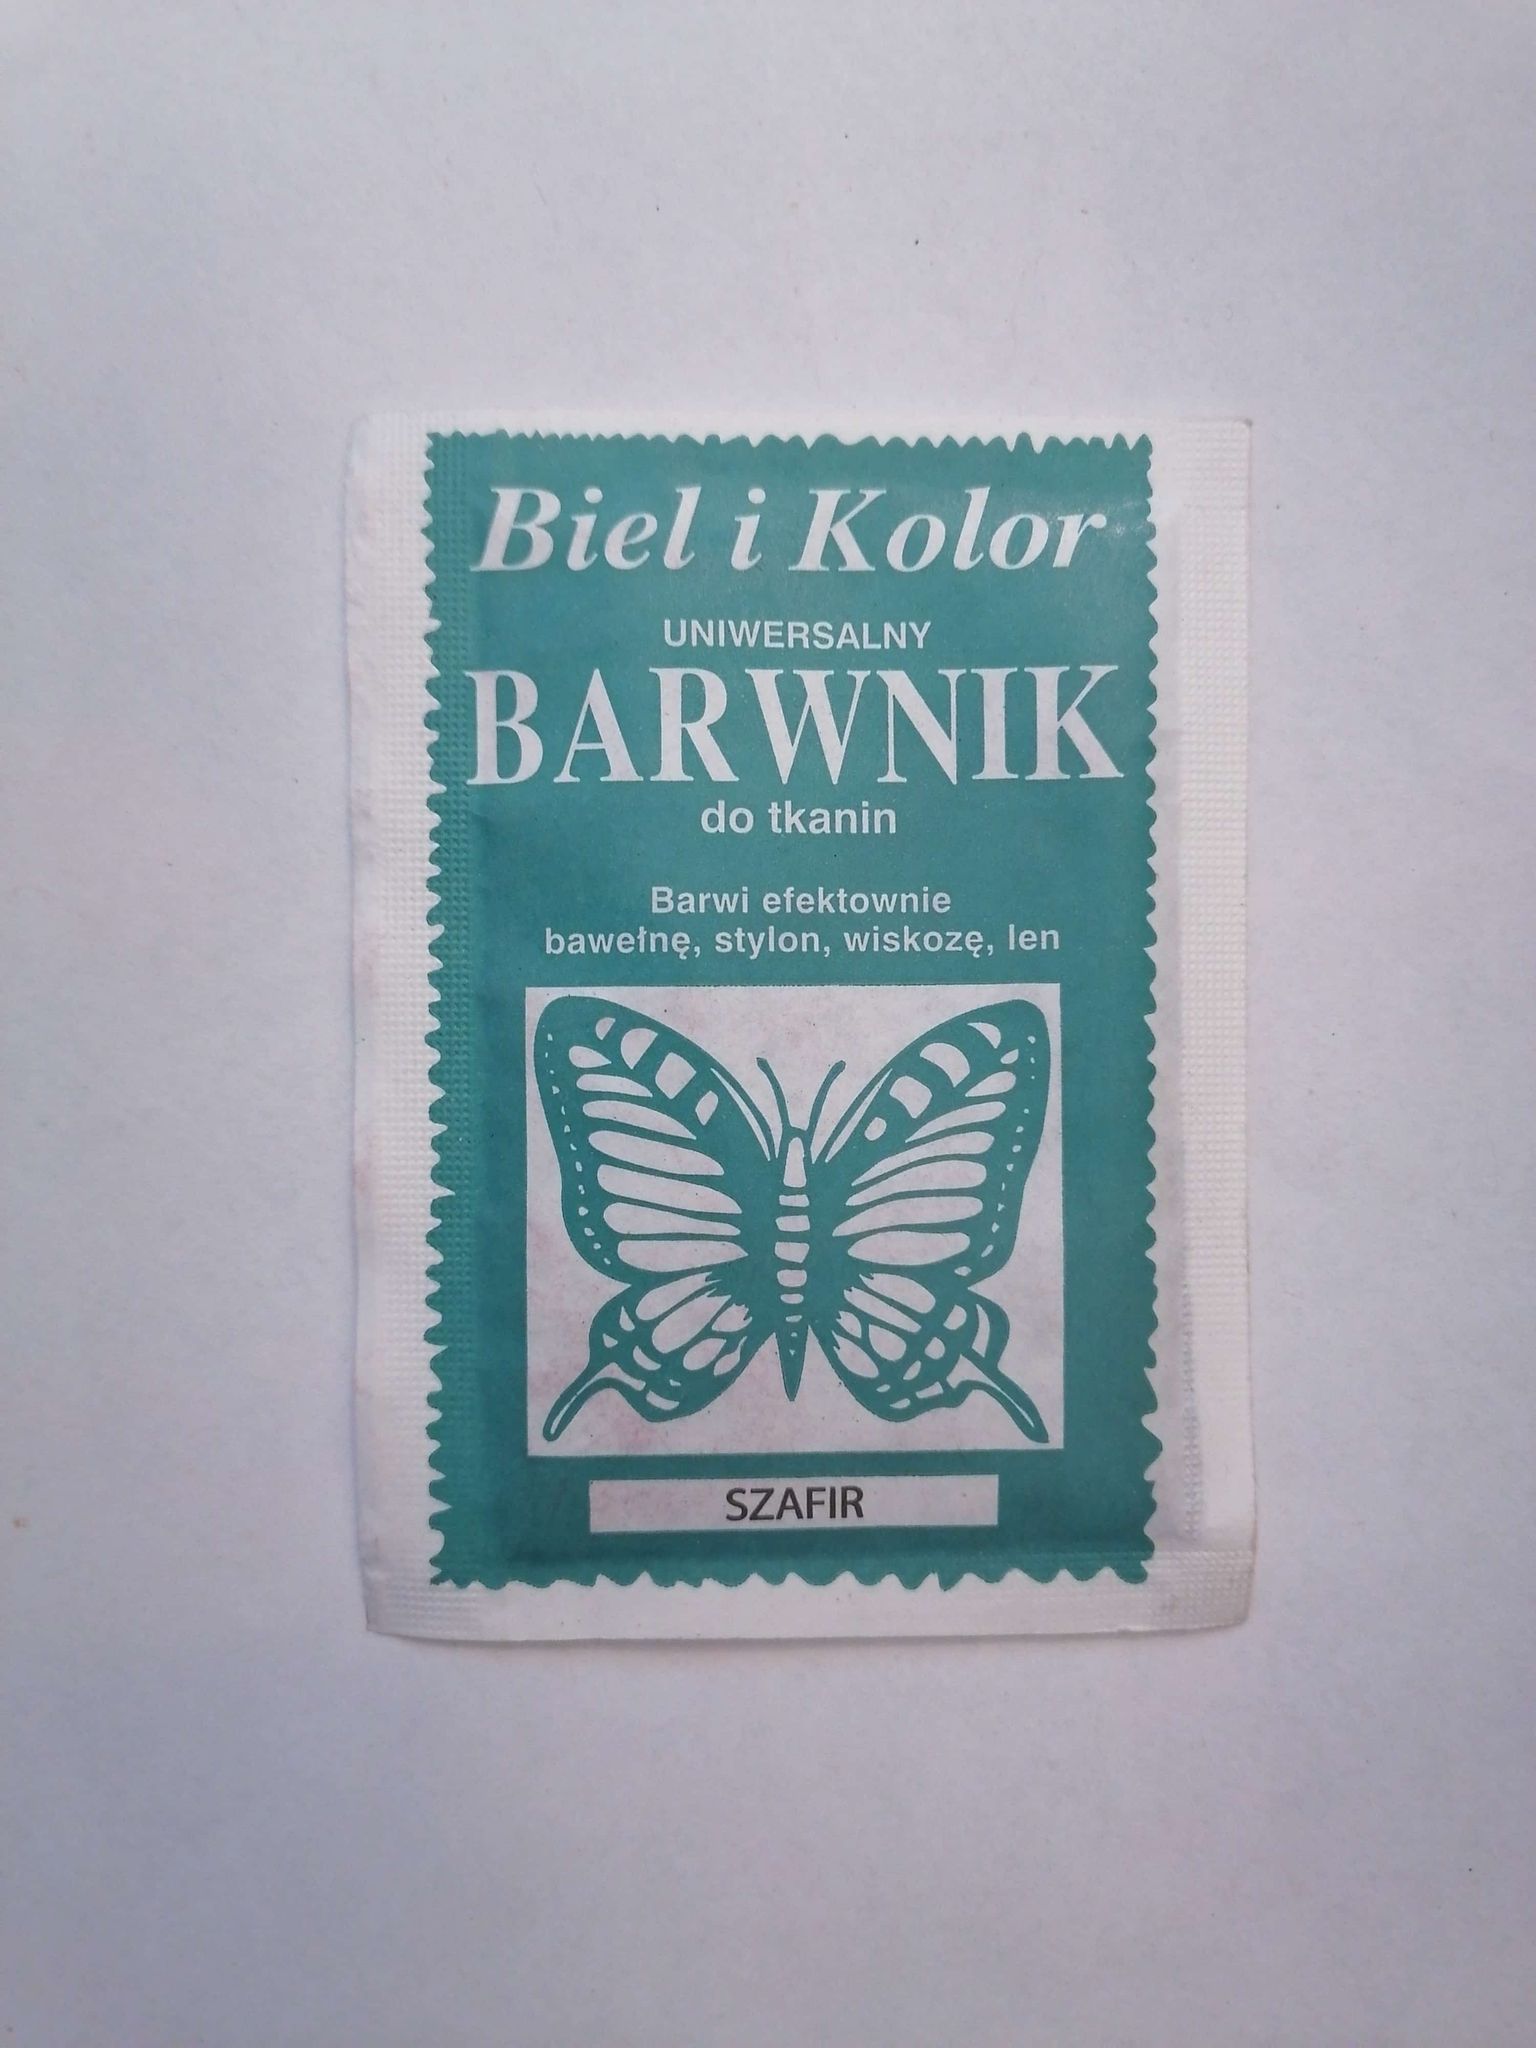 Biel i Kolor
UNIWERSALNY
BARWNIK
do tkanin
Barwi efektownie
bawełnę, stylon, wiskozę, len
SZAFIR